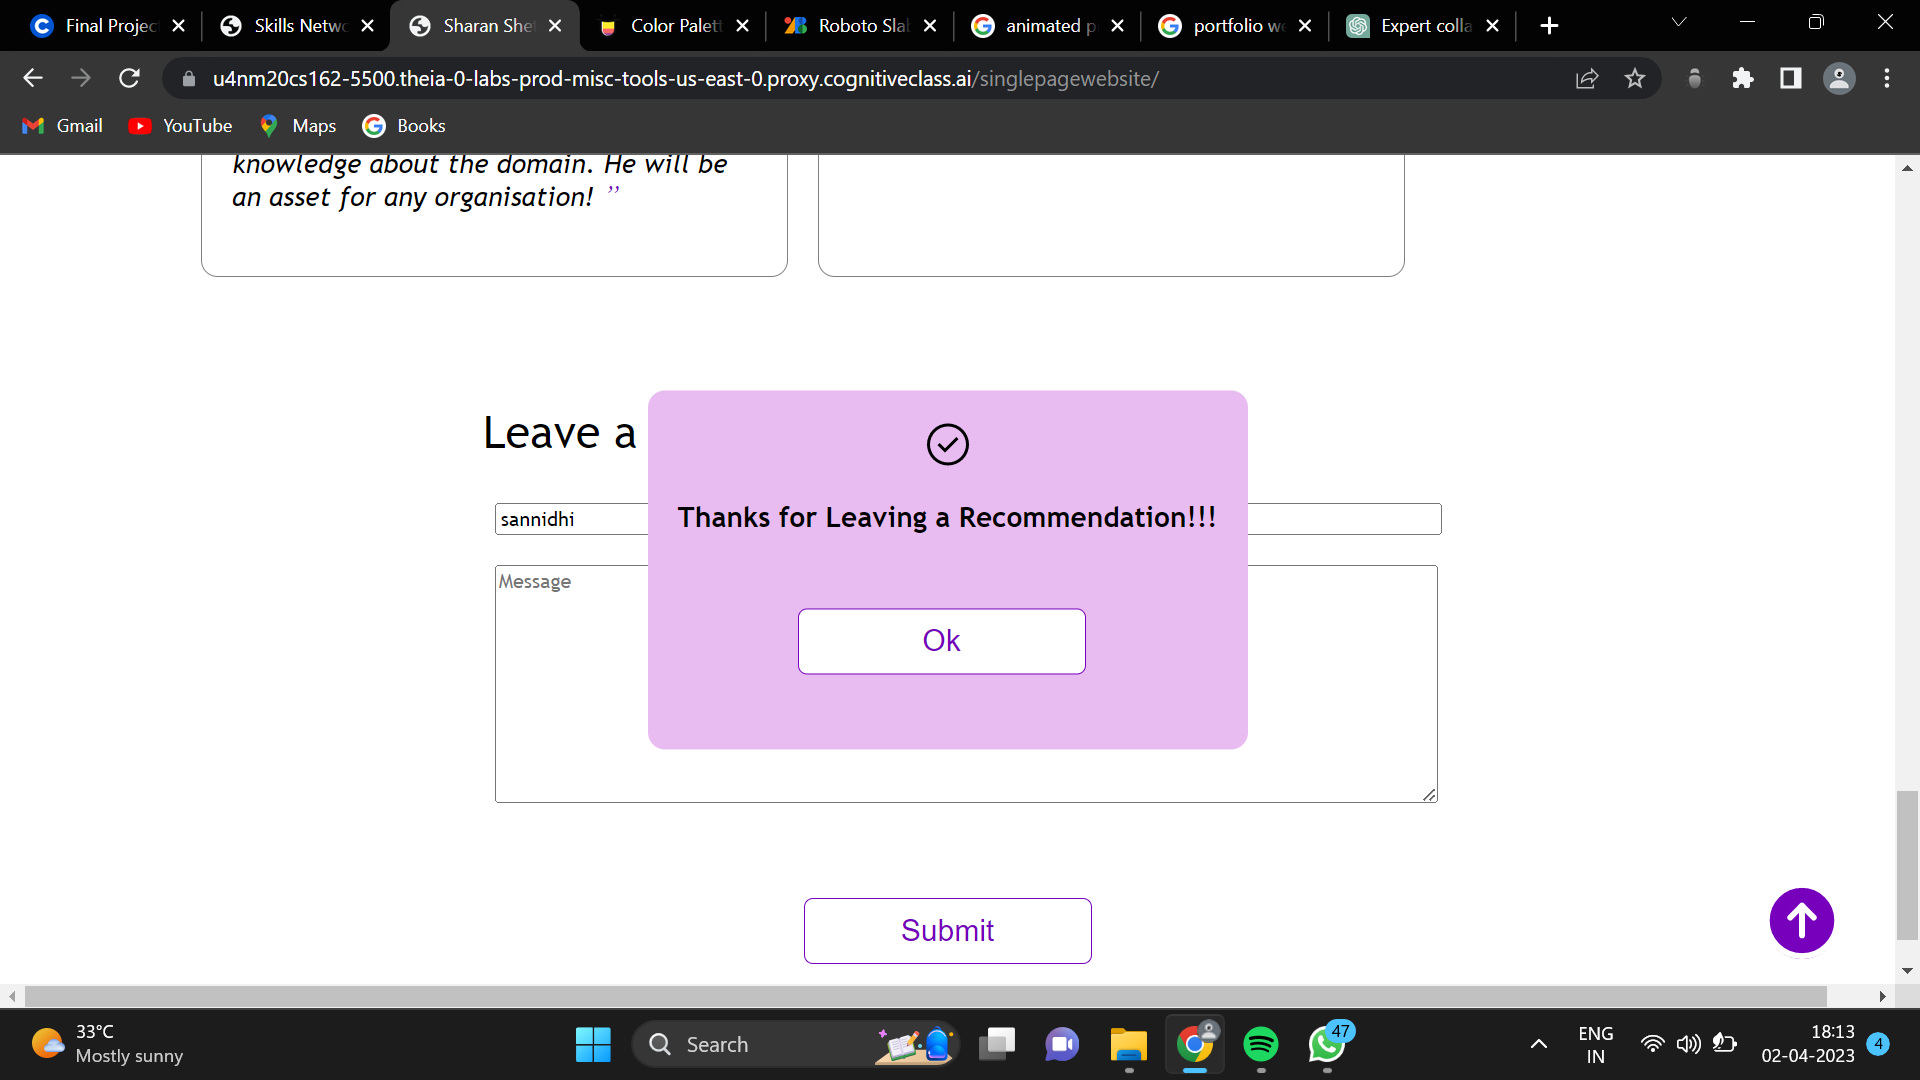 Final Projec
Skills Netwo
Sharan She
Color Palett
Roboto Slab
animated p
portfolio we
Expert colla
u4nm20cs162-5500.theia-0-labs-prod-misc-tools-us-east-0.proxy.cognitiveclass.ai/singlepagewebsite/
Gmail
YouTube
Maps
Books
knowledge about the domain. He will be
an asset for any organisation! ”
Leave a
Thanks for Leaving a Recommendation!!!
sannidhi
Message
Ok
Submit
33°C
Mostly sunny
Search
47
ENG
IN
18:13
02-04-2023
4